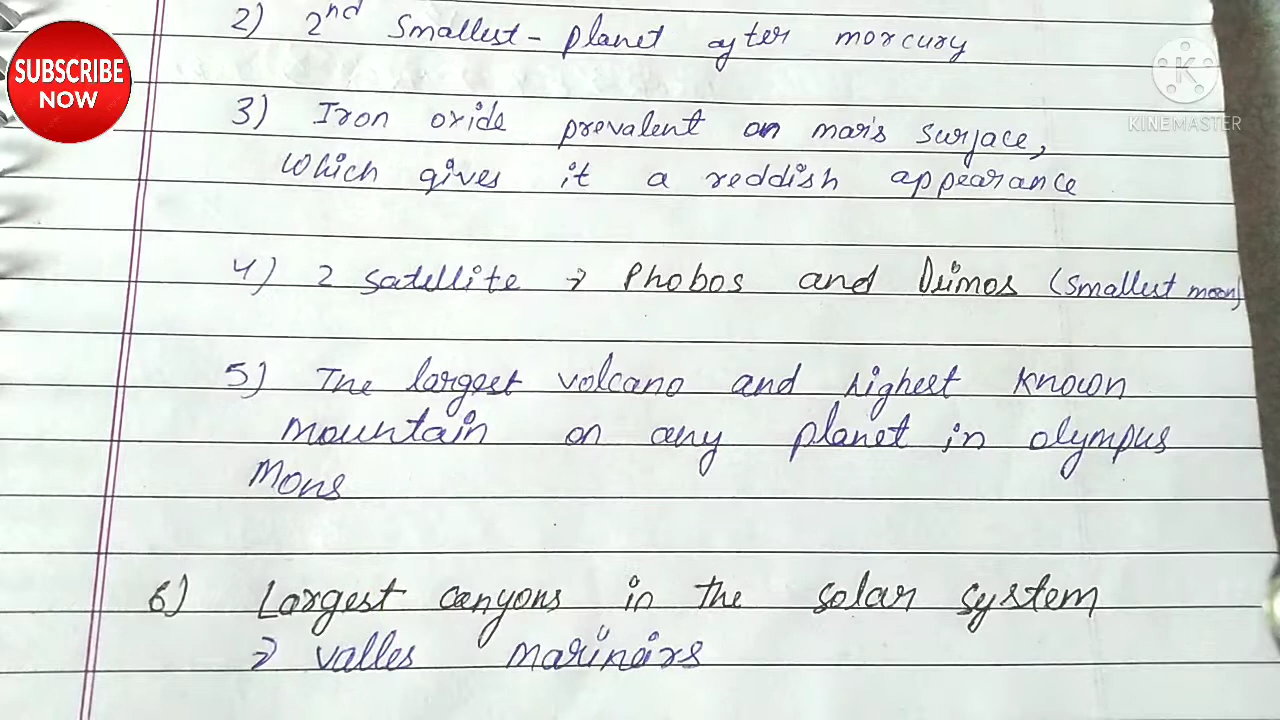 2) 2nd Smallest - planet after morcury
SUBSCRIBE
NOW
K
KINEMASTER
3) Iron oxide prevalent on mars surface,
which gives it a reddish appearance
4) 2 satellite → Phobos and Deimos (smallest moon)
5) The largest volcano and highest known
mountain on any planet in olympus
Mons
6) Largest canyons in the solar system
→ valles marineirs